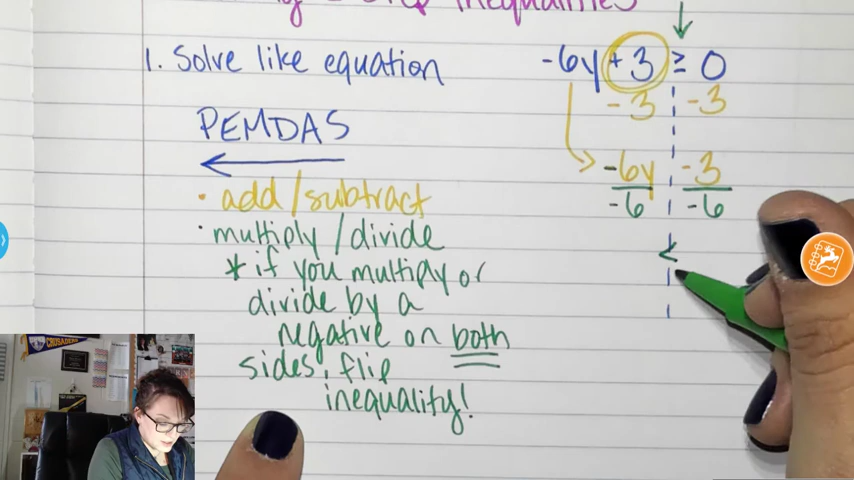 1. Solve like equation
-6y + 3 ≥ 0
- 3 - 3
PEMDAS
-6y - 3
-6 -6
• add/subtract
• multiply/divide
<
* if you multiply or
divide by a
negative on both
sides, flip
inequality!
CRUSADERS